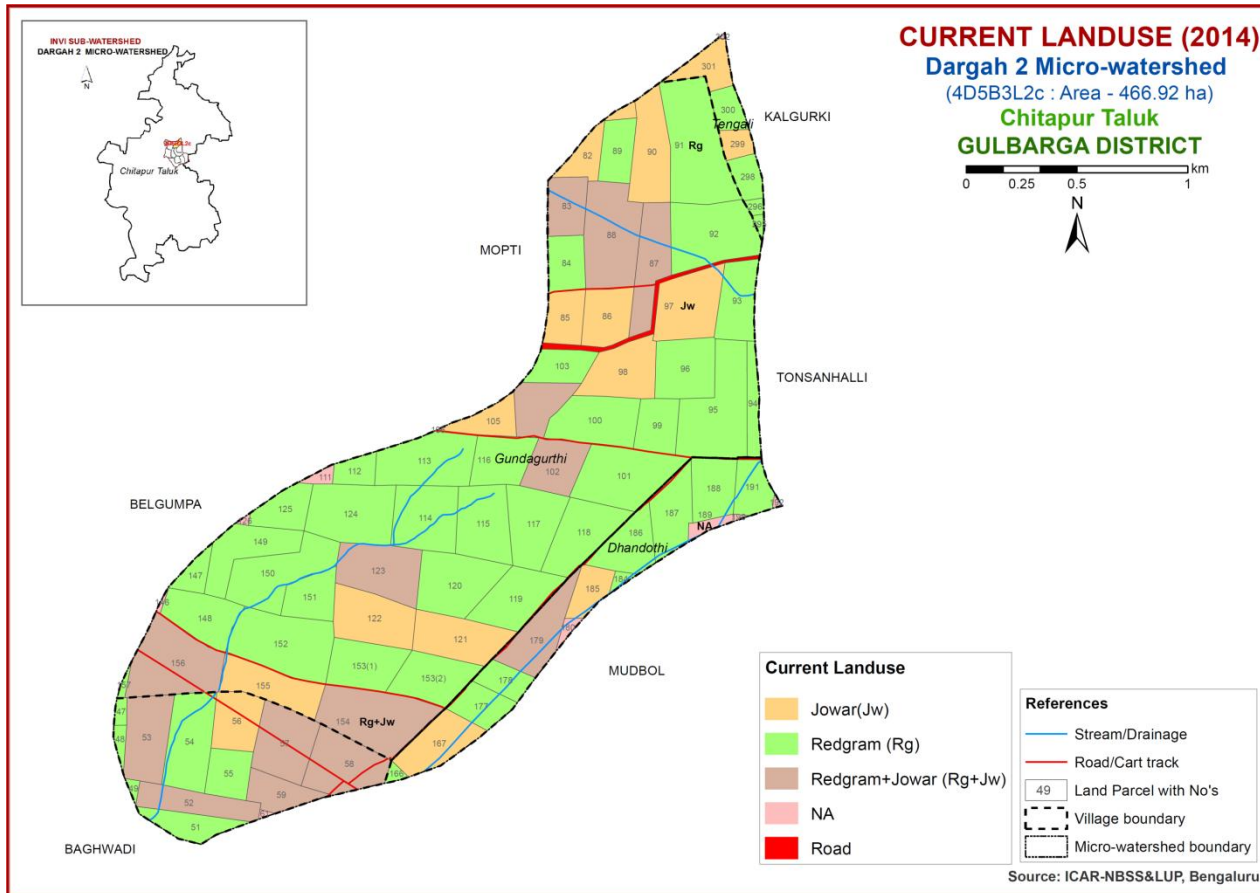 INVI SUB-WATERSHED
DARGAH 2 MICRO-WATERSHED
N
Chitapur Taluk
CURRENT LANDUSE (2014)
Dargah 2 Micro-watershed
(4D5B3L2c : Area - 466.92 ha)
Chitapur Taluk
GULBARGA DISTRICT
km
0 0.25 0.5 1
N
KALGURKI
MOPTI
TONSANHALLI
BELGUMPA
MUDBOL
BAGHWADI
301
300
Tengali
299
298
82
89
90
91
Rg
83
88
87
92
84
85
86
97
Jw
93
103
98
96
105
100
99
95
94
111
112
113
116
Gundagurthi
102
101
188
191
125
124
114
115
117
118
187
189
NA
186
Dhandothi
149
147
150
151
123
120
119
185
148
122
121
179
152
153(1)
153(2)
178
177
156
155
154
Rg+Jw
167
166
47
48
49
53
54
56
57
58
55
59
52
51
Current Landuse
Jowar(Jw)
Redgram (Rg)
Redgram+Jowar (Rg+Jw)
NA
Road
References
Stream/Drainage
Road/Cart track
49 Land Parcel with No's
Village boundary
Micro-watershed boundary
Source: ICAR-NBSS&LUP, Bengaluru